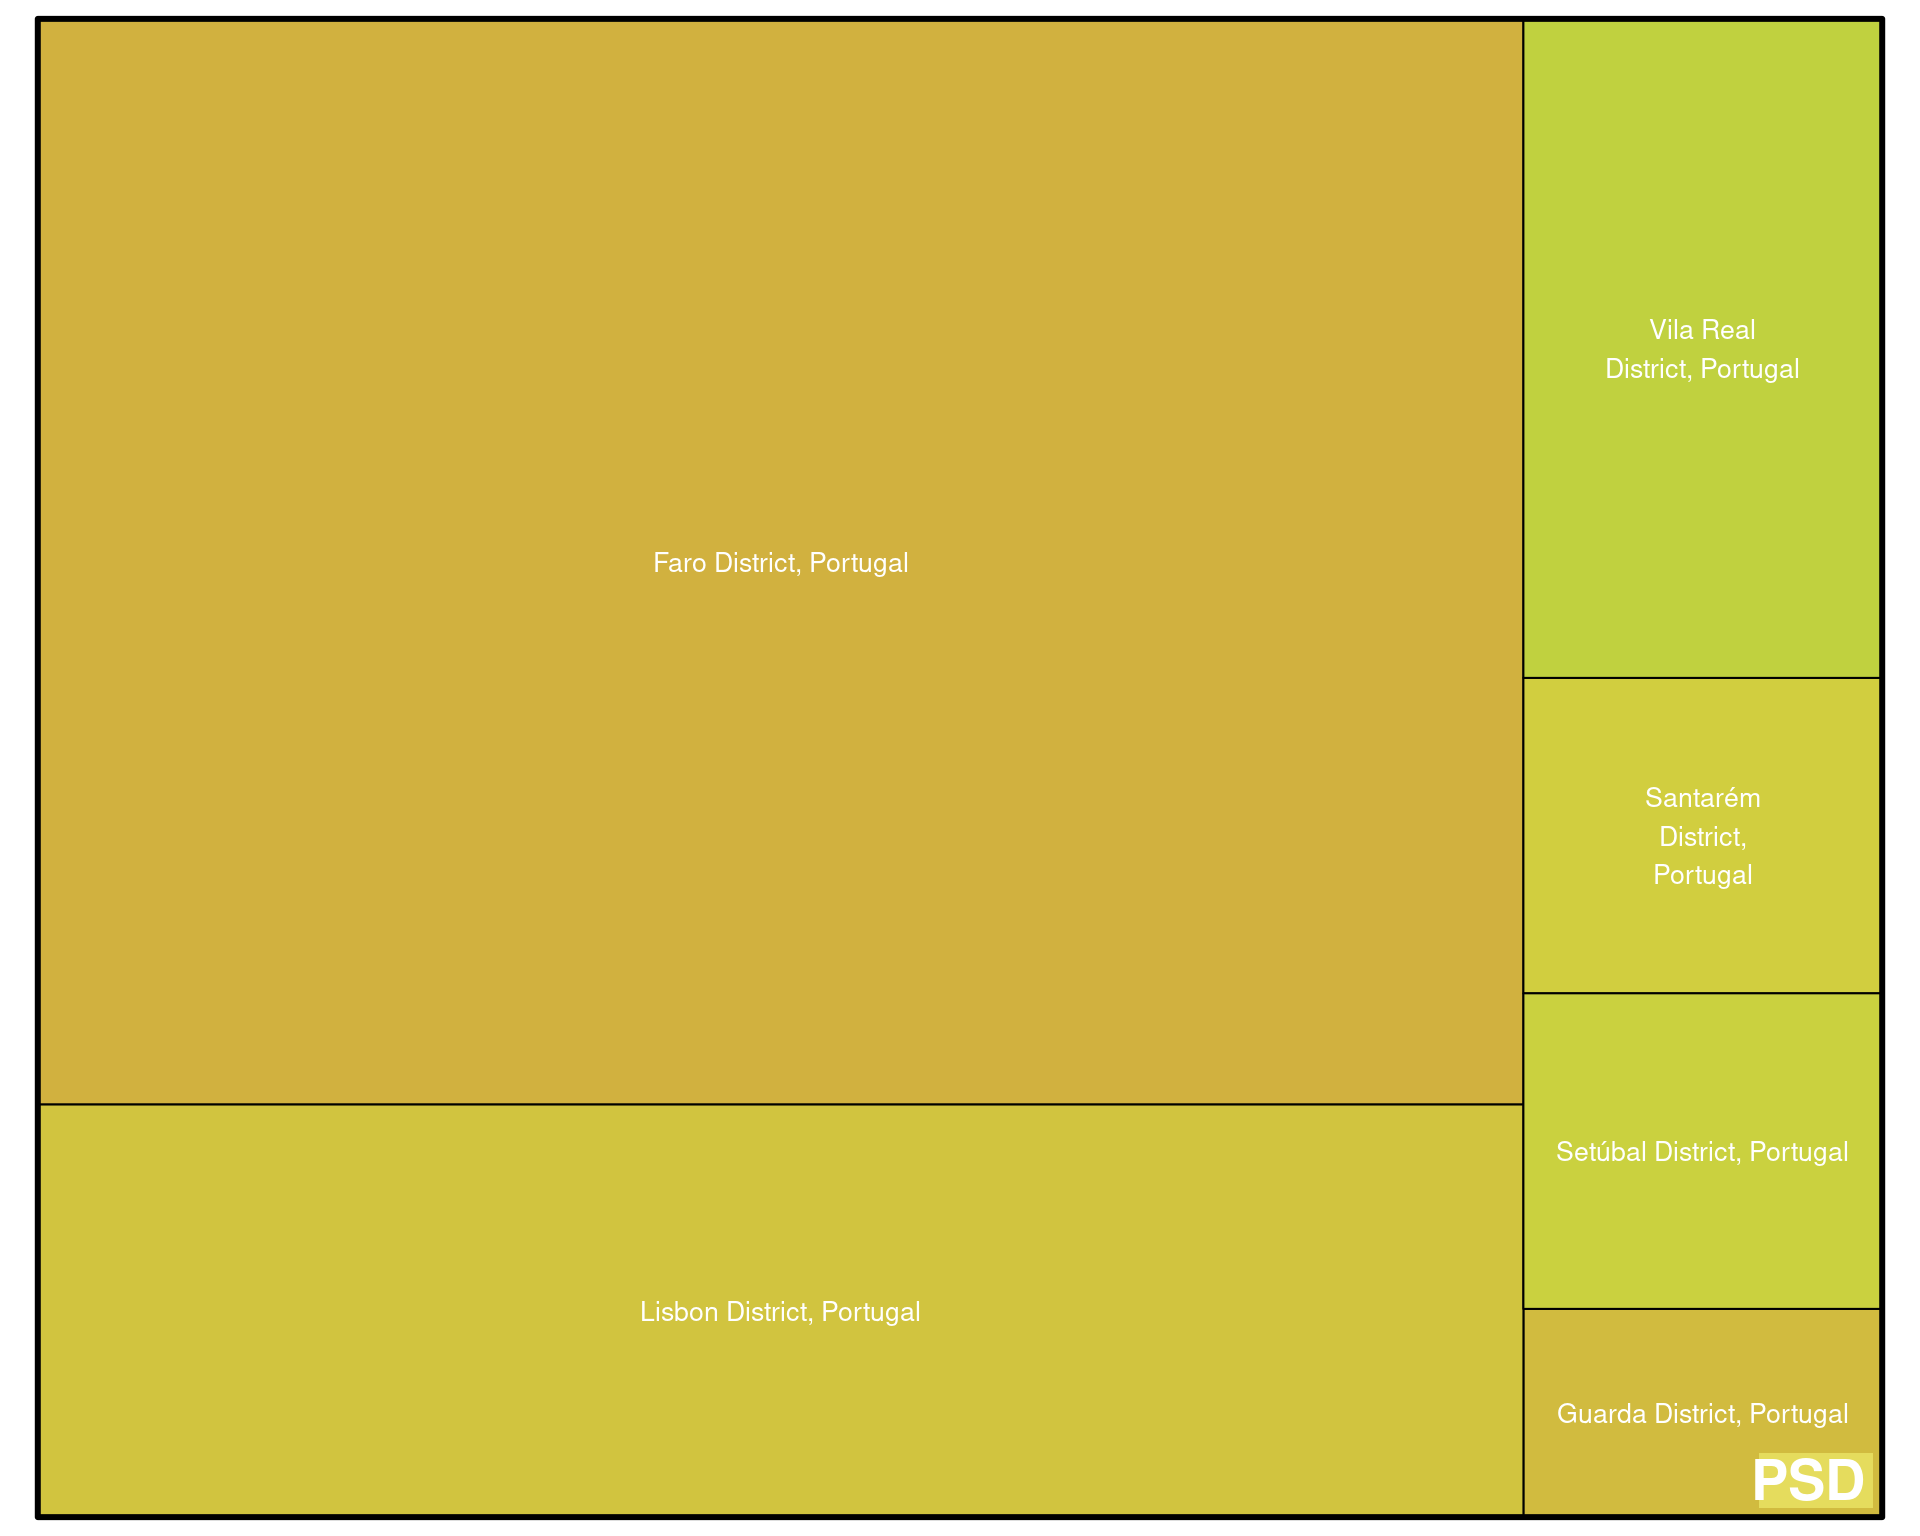 Faro District, Portugal
Lisbon District, Portugal
Vila Real
District, Portugal
Santarém
District,
Portugal
Setúbal District, Portugal
Guarda District, Portugal
PSD